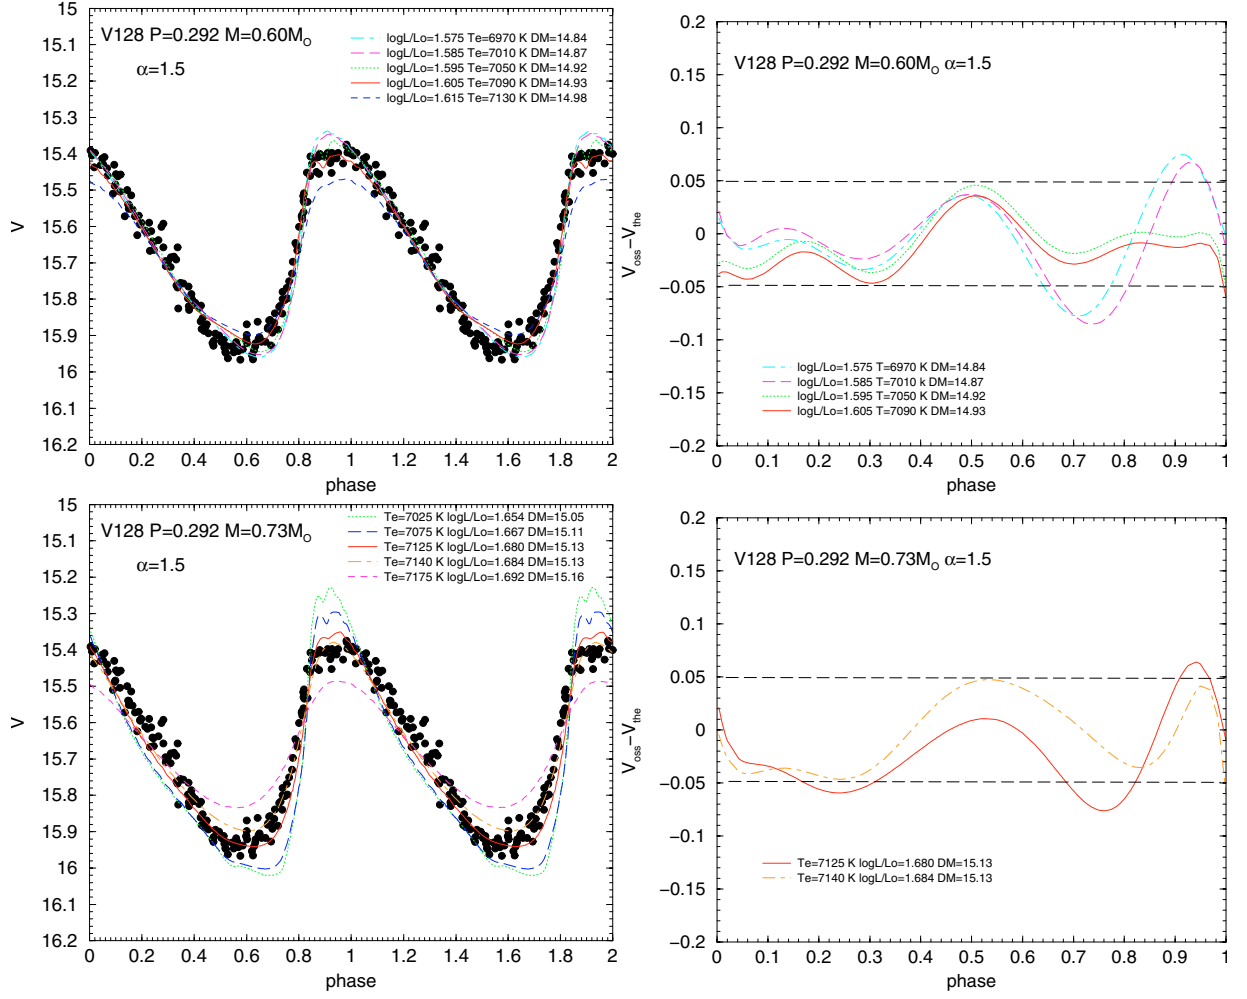 V128 P=0.292 M=0.60M_O
α=1.5
logL/Lo=1.575 Te=6970 K DM=14.84
logL/Lo=1.585 Te=7010 K DM=14.87
logL/Lo=1.595 Te=7050 K DM=14.92
logL/Lo=1.605 Te=7090 K DM=14.93
logL/Lo=1.615 Te=7130 K DM=14.98
15
15.1
15.2
15.3
15.4
15.5
15.6
15.7
15.8
15.9
16
16.1
16.2
V
0 0.2 0.4 0.6 0.8 1 1.2 1.4 1.6 1.8 2
phase
V128 P=0.292 M=0.60M_O α=1.5
0.2
0.15
0.1
0.05
0
−0.05
−0.1
−0.15
−0.2
V_oss−V_the
logL/Lo=1.575 T=6970 K DM=14.84
logL/Lo=1.585 T=7010 k DM=14.87
logL/Lo=1.595 T=7050 K DM=14.92
logL/Lo=1.605 T=7090 K DM=14.93
0 0.1 0.2 0.3 0.4 0.5 0.6 0.7 0.8 0.9 1
phase
V128 P=0.292 M=0.73M_O
α=1.5
Te=7025 K logL/Lo=1.654 DM=15.05
Te=7075 K logL/Lo=1.667 DM=15.11
Te=7125 K logL/Lo=1.680 DM=15.13
Te=7140 K logL/Lo=1.684 DM=15.13
Te=7175 K logL/Lo=1.692 DM=15.16
15
15.1
15.2
15.3
15.4
15.5
15.6
15.7
15.8
15.9
16
16.1
16.2
V
0 0.2 0.4 0.6 0.8 1 1.2 1.4 1.6 1.8 2
phase
V128 P=0.292 M=0.73M_O α=1.5
0.2
0.15
0.1
0.05
0
−0.05
−0.1
−0.15
−0.2
V_oss−V_the
Te=7125 K logL/Lo=1.680 DM=15.13
Te=7140 K logL/Lo=1.684 DM=15.13
0 0.1 0.2 0.3 0.4 0.5 0.6 0.7 0.8 0.9 1
phase